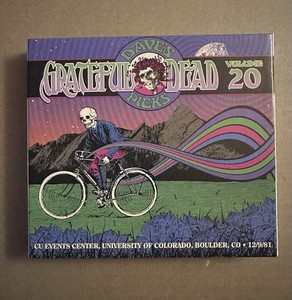 DAVE'S
GRATEFUL DEAD
VOLUME
20
PICKS
CU EVENTS CENTER, UNIVERSITY OF COLORADO, BOULDER, CO • 12/9/81